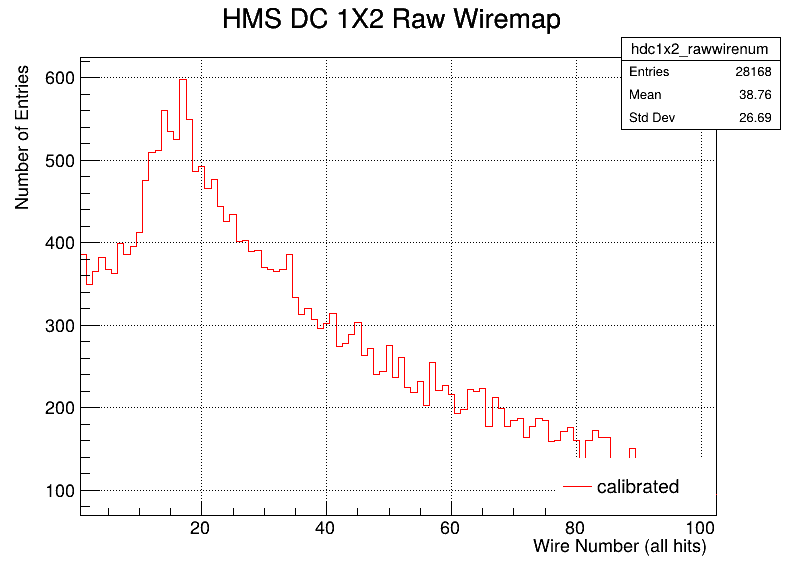 HMS DC 1X2 Raw Wiremap
hdc1x2_rawwirenum
Entries 28168
Mean 38.76
Std Dev 26.69
Number of Entries
600
500
400
300
200
100
calibrated
20 40 60 80 100
Wire Number (all hits)